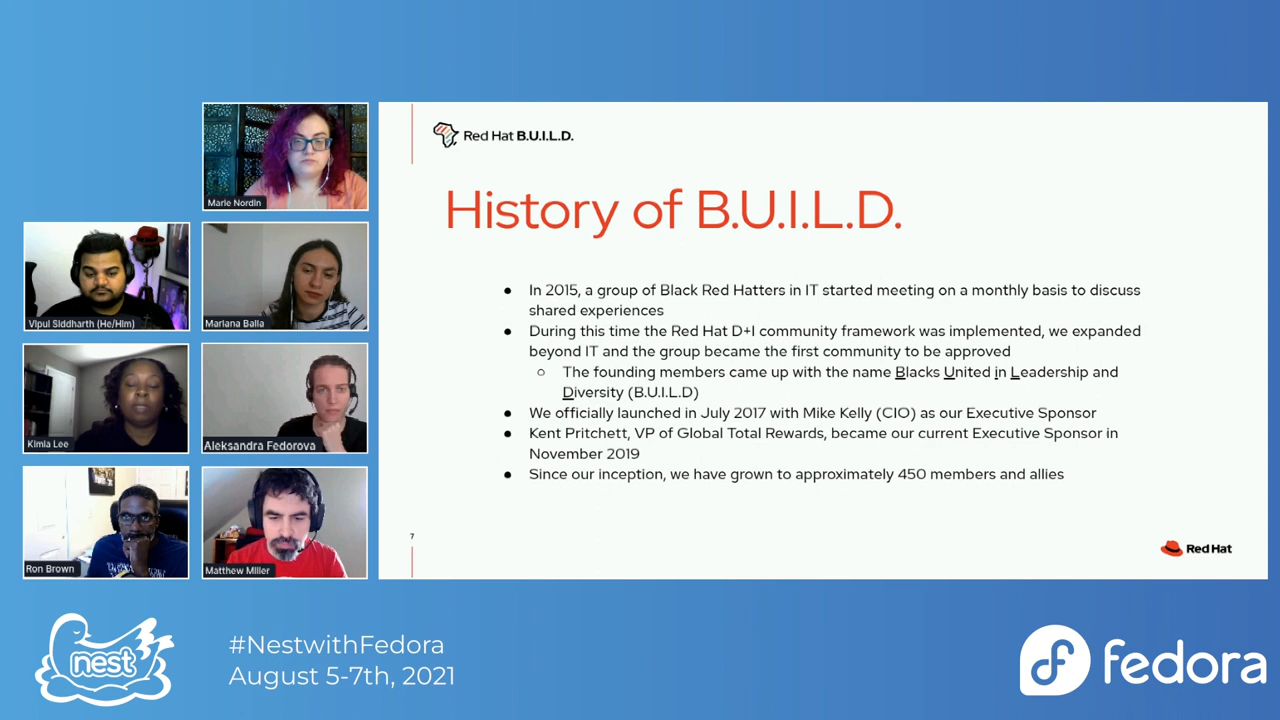 Marie Nordin
Vipul Siddharth (He/Him)
Mariana Balla
Kimia Lee
Aleksandra Fedorova
Ron Brown
Matthew Miller
Red Hat B.U.I.L.D.
History of B.U.I.L.D.
● In 2015, a group of Black Red Hatters in IT started meeting on a monthly basis to discuss
shared experiences
● During this time the Red Hat D+I community framework was implemented, we expanded
beyond IT and the group became the first community to be approved
○ The founding members came up with the name Blacks United in Leadership and
Diversity (B.U.I.L.D)
● We officially launched in July 2017 with Mike Kelly (CIO) as our Executive Sponsor
● Kent Pritchett, VP of Global Total Rewards, became our current Executive Sponsor in
November 2019
● Since our inception, we have grown to approximately 450 members and allies
7
Red Hat
nest
#NestwithFedora
August 5-7th, 2021
fedora